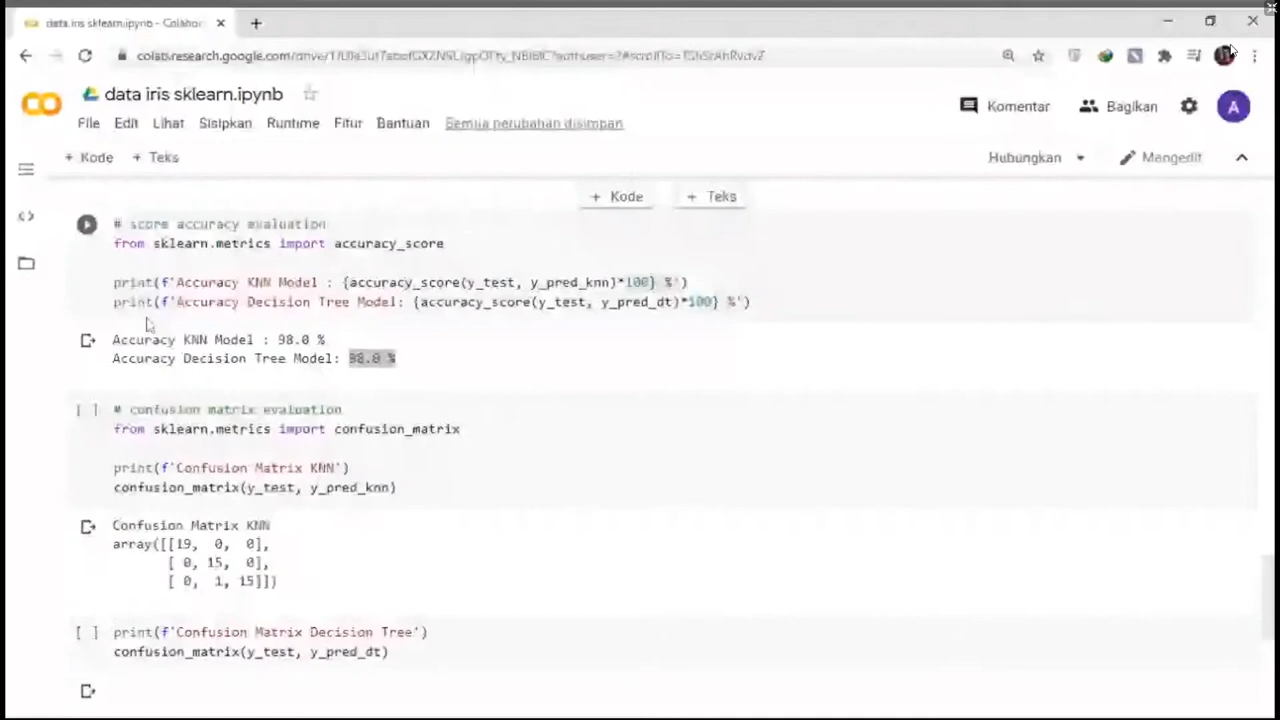 data iris sklearn.ipynb - Colabor
data iris sklearn.ipynb
Komentar
Bagikan
A
File Edit Lihat Sisipkan Runtime Fitur Bantuan Semua perubahan disimpan
+ Kode + Teks
Hubungkan
Mengedit
+ Kode + Teks
# score accuracy evaluation
from sklearn.metrics import accuracy_score
print(f'Accuracy KNN Model : {accuracy_score(y_test, y_pred_knn)*100} %')
print(f'Accuracy Decision Tree Model: {accuracy_score(y_test, y_pred_dt)*100} %')
Accuracy KNN Model : 98.0 %
Accuracy Decision Tree Model: 98.0 %
[ ] # confusion matrix evaluation
from sklearn.metrics import confusion_matrix
print(f'Confusion Matrix KNN')
confusion_matrix(y_test, y_pred_knn)
Confusion Matrix KNN
array([[19, 0, 0],
[ 0, 15, 0],
[ 0, 1, 15]])
[ ] print(f'Confusion Matrix Decision Tree')
confusion_matrix(y_test, y_pred_dt)